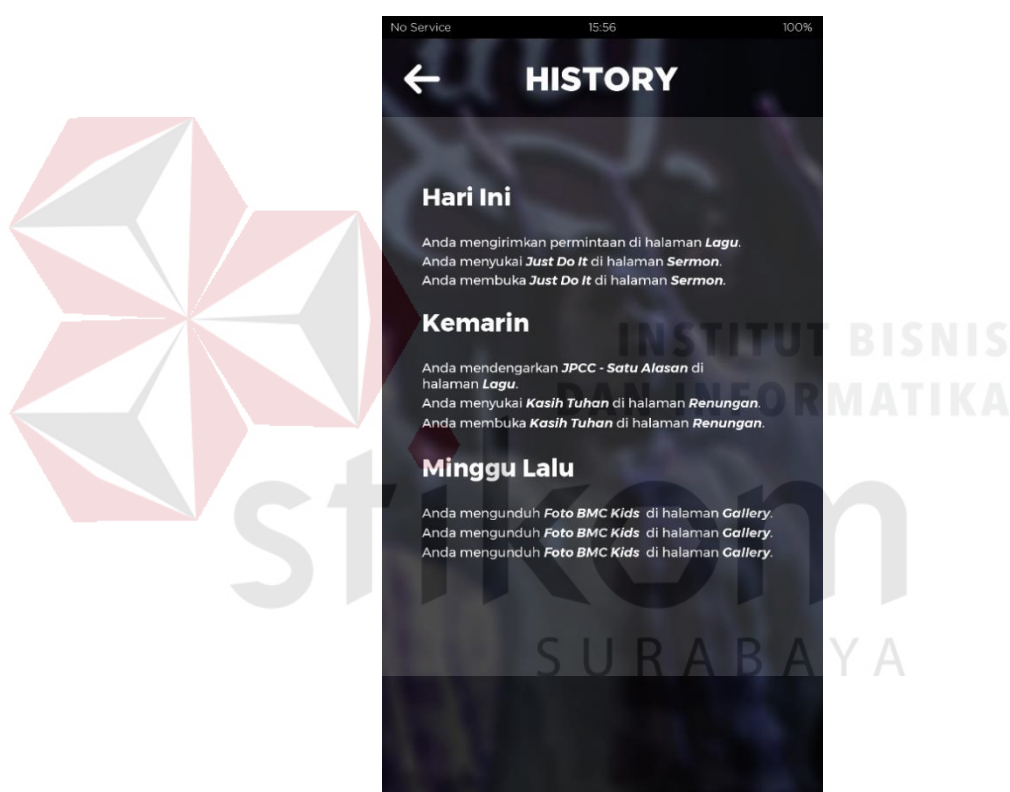 No Service 15:56 100%
HISTORY
Hari Ini
Anda mengirimkan permintaan di halaman Lagu.
Anda menyukai Just Do It di halaman Sermon.
Anda membuka Just Do It di halaman Sermon.
Kemarin
Anda mendengarkan JPCC - Satu Alasan di
halaman Lagu.
Anda menyukai Kasih Tuhan di halaman Renungan.
Anda membuka Kasih Tuhan di halaman Renungan.
Minggu Lalu
Anda mengunduh Foto BMC Kids di halaman Gallery.
Anda mengunduh Foto BMC Kids di halaman Gallery.
Anda mengunduh Foto BMC Kids di halaman Gallery.
INSTITUT BISNIS
DAN INFORMATIKA
stikom
SURABAYA